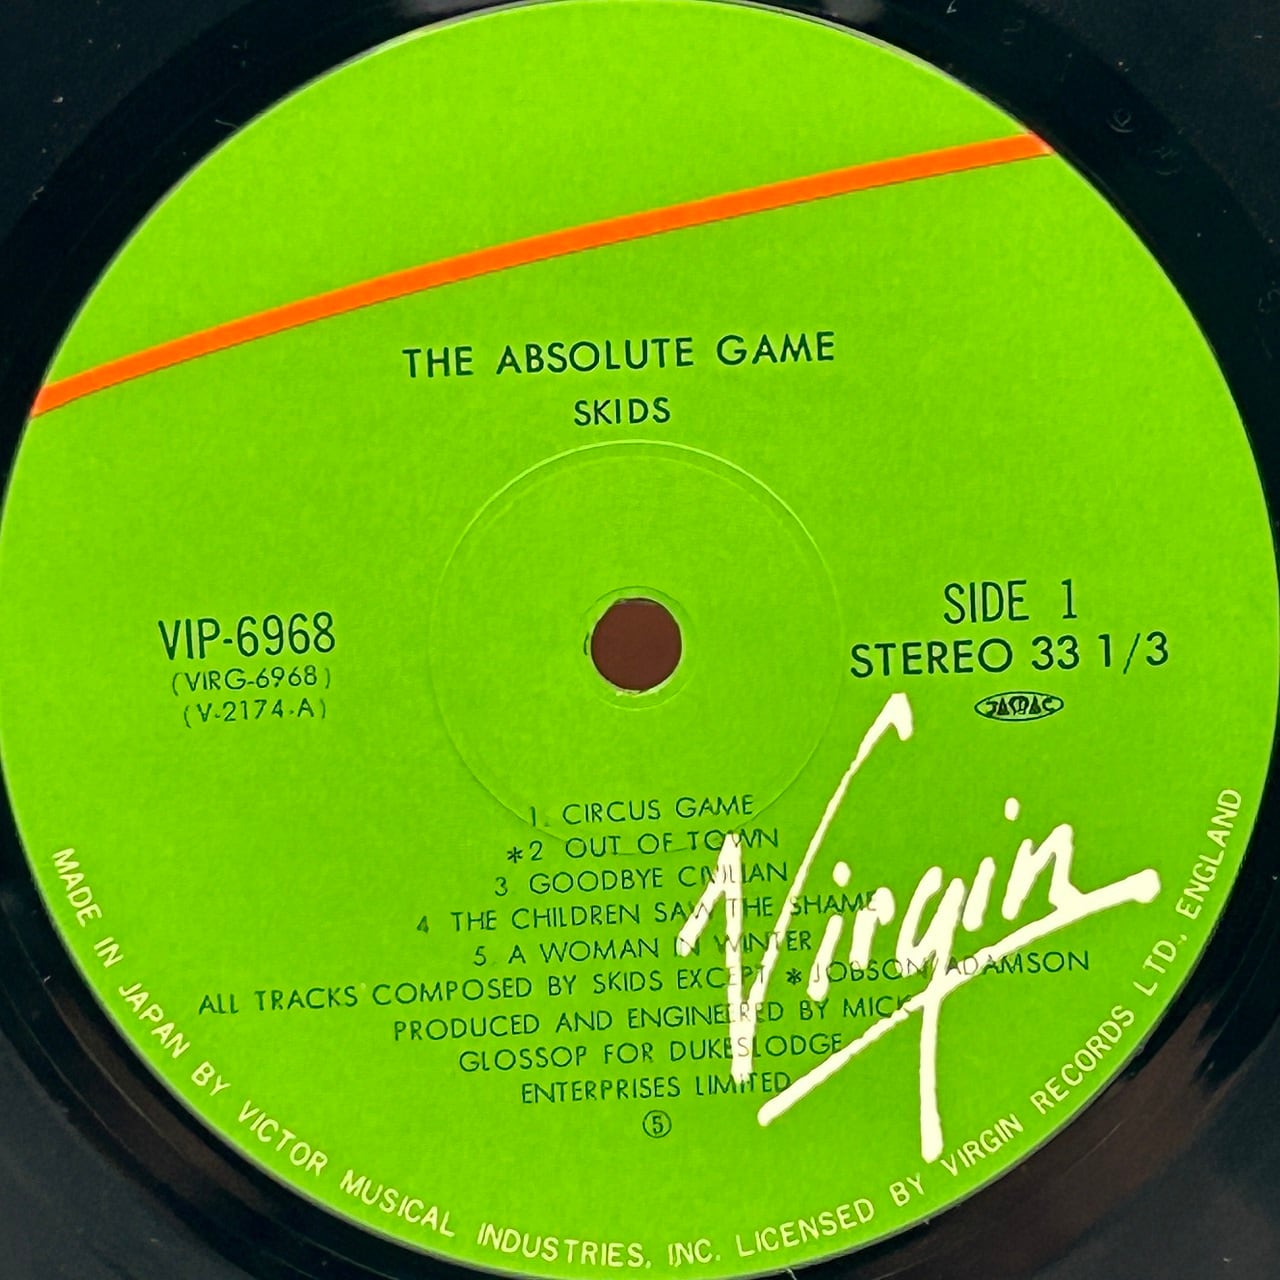 THE ABSOLUTE GAME
SKIDS
VIP-6968
(VIRG-6968)
(V-2174-A)
SIDE 1
STEREO 33 1/3
JASRAC
1. CIRCUS GAME
*2 OUT OF TOWN
3 GOODBYE CIVILIAN
4 THE CHILDREN SAW THE SHAME
5. A WOMAN IN WINTER
ALL TRACKS COMPOSED BY SKIDS EXCEPT * JOBSON/ADAMSON
PRODUCED AND ENGINEERED BY MICK
GLOSSOP FOR DUKESLODGE
ENTERPRISES LIMITED
⑤
Virgin
MADE IN JAPAN BY VICTOR MUSICAL INDUSTRIES, INC. LICENSED BY VIRGIN RECORDS LTD., ENGLAND